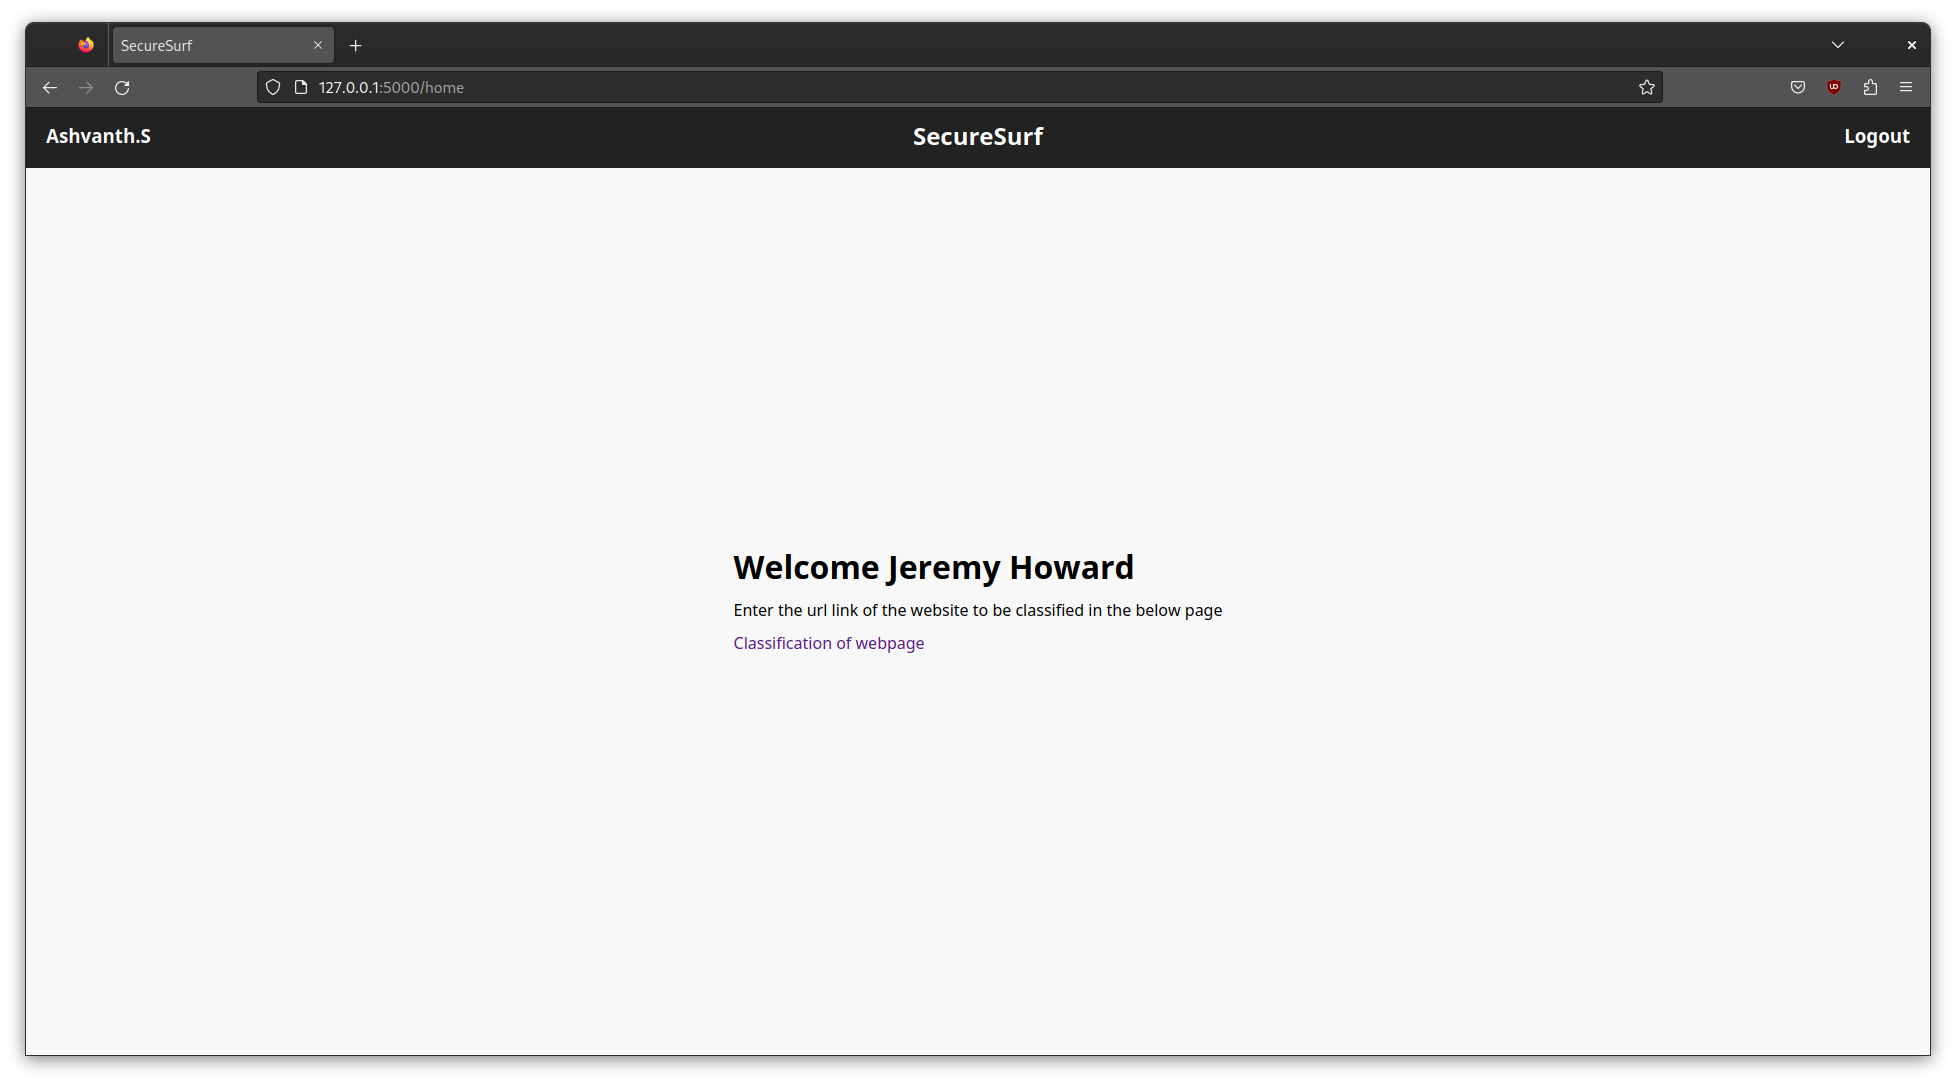 SecureSurf
127.0.0.1:5000/home
Ashvanth.S
SecureSurf
Logout
Welcome Jeremy Howard
Enter the url link of the website to be classified in the below page
Classification of webpage